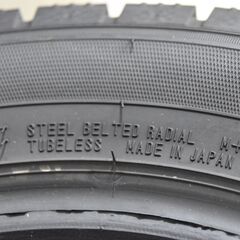 STEEL BELTED RADIAL M+
TUBELESS MADE IN JAPAN